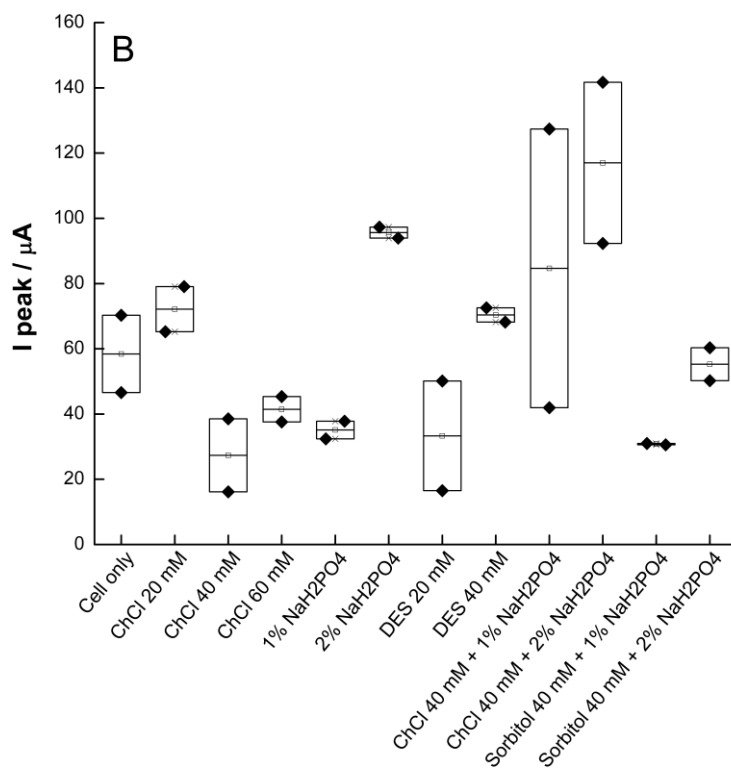 B
I peak / μA
160
140
120
100
80
60
40
20
0
Cell only
ChCl 20 mM
ChCl 40 mM
ChCl 60 mM
1% NaH2PO4
2% NaH2PO4
DES 20 mM
DES 40 mM
ChCl 40 mM + 1% NaH2PO4
ChCl 40 mM + 2% NaH2PO4
Sorbitol 40 mM + 1% NaH2PO4
Sorbitol 40 mM + 2% NaH2PO4